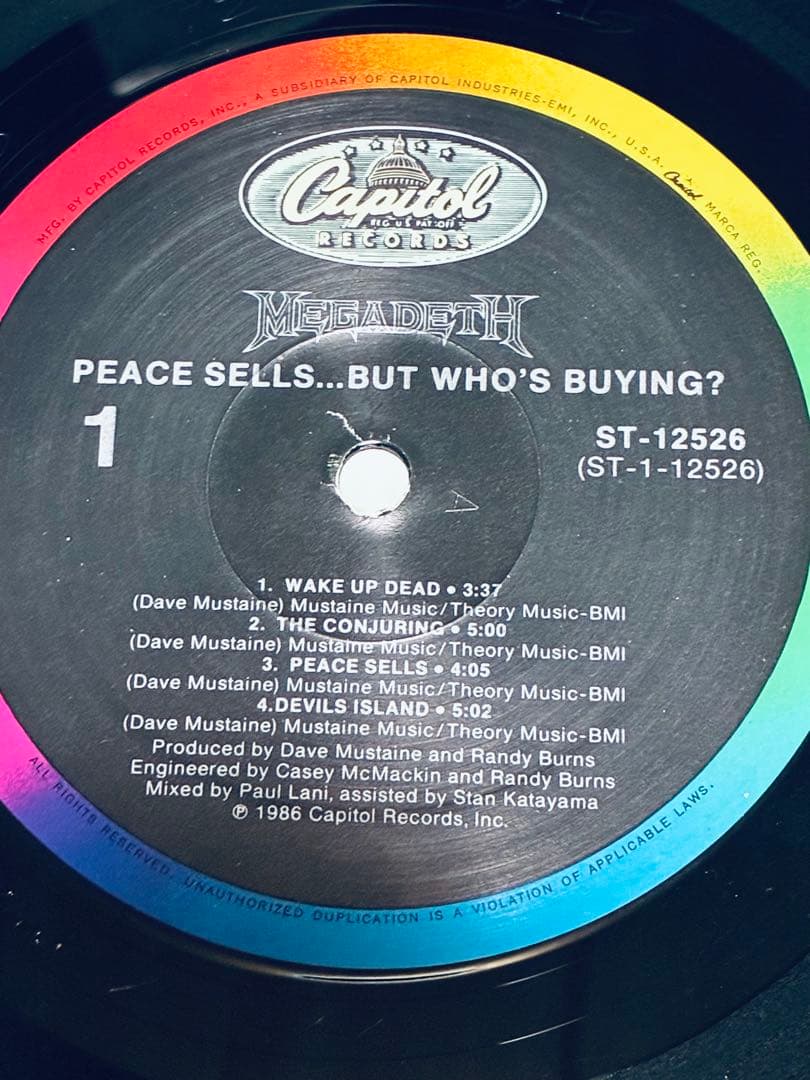 MFG. BY CAPITOL RECORDS, INC., A SUBSIDIARY OF CAPITOL INDUSTRIES-EMI, INC., U.S.A. Capitol MARCA REG.
Capitol
REG. U.S. PAT. OFF.
RECORDS
MEGADETH
PEACE SELLS...BUT WHO'S BUYING?
1
ST-12526
(ST-1-12526)
1. WAKE UP DEAD • 3:37
(Dave Mustaine) Mustaine Music/Theory Music-BMI
2. THE CONJURING • 5:00
(Dave Mustaine) Mustaine Music/Theory Music-BMI
3. PEACE SELLS • 4:05
(Dave Mustaine) Mustaine Music/Theory Music-BMI
4.DEVILS ISLAND • 5:02
(Dave Mustaine) Mustaine Music/Theory Music-BMI
Produced by Dave Mustaine and Randy Burns
Engineered by Casey McMackin and Randy Burns
Mixed by Paul Lani, assisted by Stan Katayama
℗ 1986 Capitol Records, Inc.
ALL RIGHTS RESERVED. UNAUTHORIZED DUPLICATION IS A VIOLATION OF APPLICABLE LAWS.